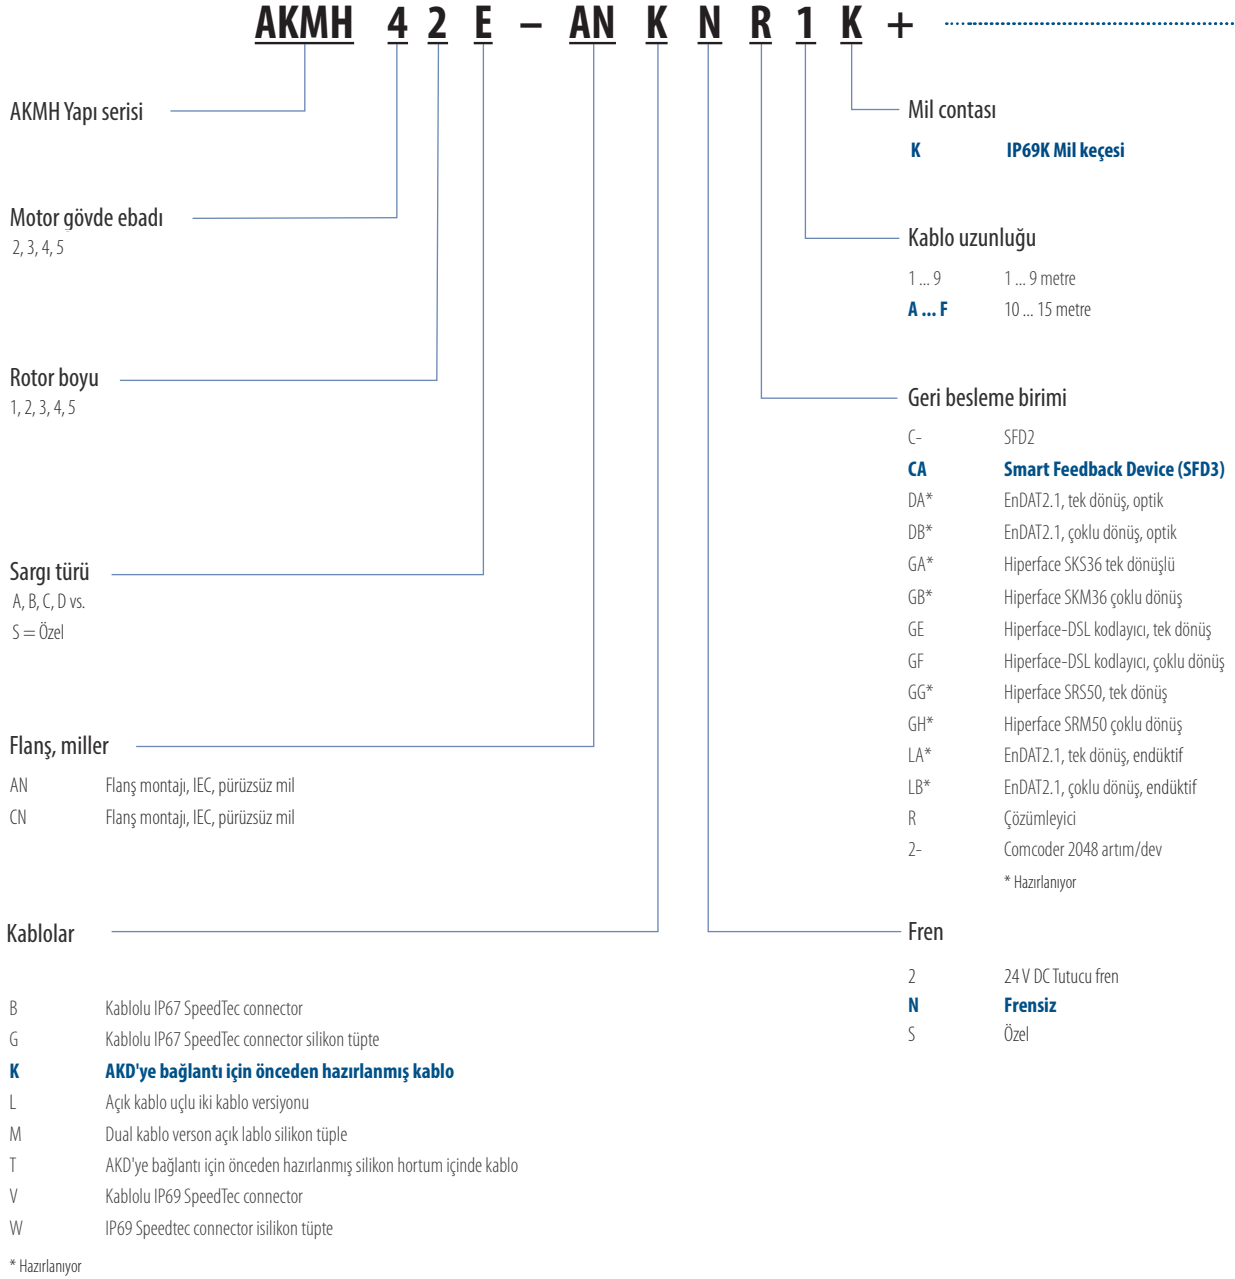 AKMH 4 2 E – AN K N R 1 K +
AKMH Yapı serisi
Motor gövde ebadı
2, 3, 4, 5
Rotor boyu
1, 2, 3, 4, 5
Sargı türü
A, B, C, D vs.
S = Özel
Flanş, miller
AN Flanş montajı, IEC, pürüzsüz mil
CN Flanş montajı, IEC, pürüzsüz mil
Kablolar
B Kablolu IP67 SpeedTec connector
G Kablolu IP67 SpeedTec connector silikon tüpte
K AKD'ye bağlantı için önceden hazırlanmış kablo
L Açık kablo uçlu iki kablo versiyonu
M Dual kablo verson açık lablo silikon tüple
T AKD'ye bağlantı için önceden hazırlanmış silikon hortum içinde kablo
V Kablolu IP69 SpeedTec connector
W IP69 Speedtec connector isilikon tüpte
* Hazırlanıyor
Mil contası
K IP69K Mil keçesi
Kablo uzunluğu
1 ... 9 1 ... 9 metre
A ... F 10 ... 15 metre
Geri besleme birimi
C- SFD2
CA Smart Feedback Device (SFD3)
DA* EnDAT2.1, tek dönüş, optik
DB* EnDAT2.1, çoklu dönüş, optik
GA* Hiperface SKS36 tek dönüşlü
GB* Hiperface SKM36 çoklu dönüş
GE Hiperface-DSL kodlayıcı, tek dönüş
GF Hiperface-DSL kodlayıcı, çoklu dönüş
GG* Hiperface SRS50, tek dönüş
GH* Hiperface SRM50 çoklu dönüş
LA* EnDAT2.1, tek dönüş, endüktif
LB* EnDAT2.1, çoklu dönüş, endüktif
R Çözümleyici
2- Comcoder 2048 artım/dev
* Hazırlanıyor
Fren
2 24 V DC Tutucu fren
N Frensiz
S Özel